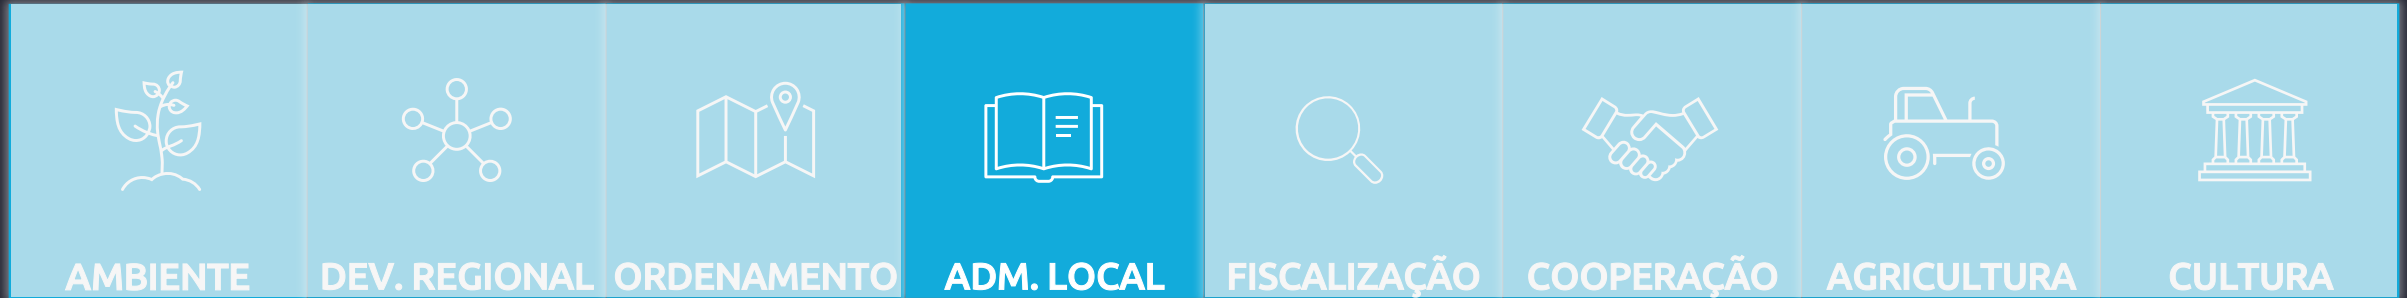 AMBIENTE
DEV. REGIONAL
ORDENAMENTO
ADM. LOCAL
FISCALIZAÇÃO
COOPERAÇÃO
AGRICULTURA
CULTURA